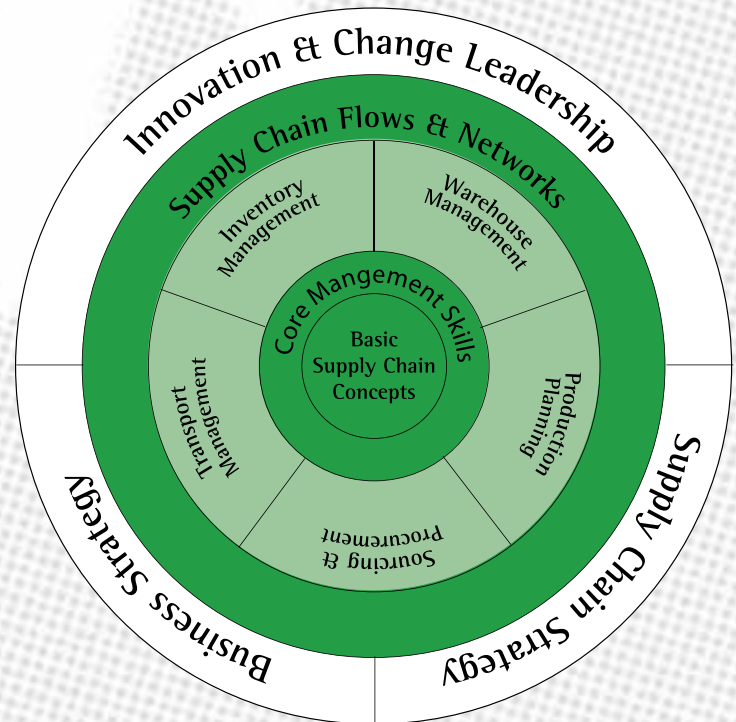 Innovation & Change Leadership
Supply Chain Flows & Networks
Inventory
Management
Warehouse
Management
Core Mangement Skills
Basic
Supply Chain
Concepts
Transport
Management
Production
Planning
Sourcing &
Procurement
Business Strategy
Supply Chain Strategy